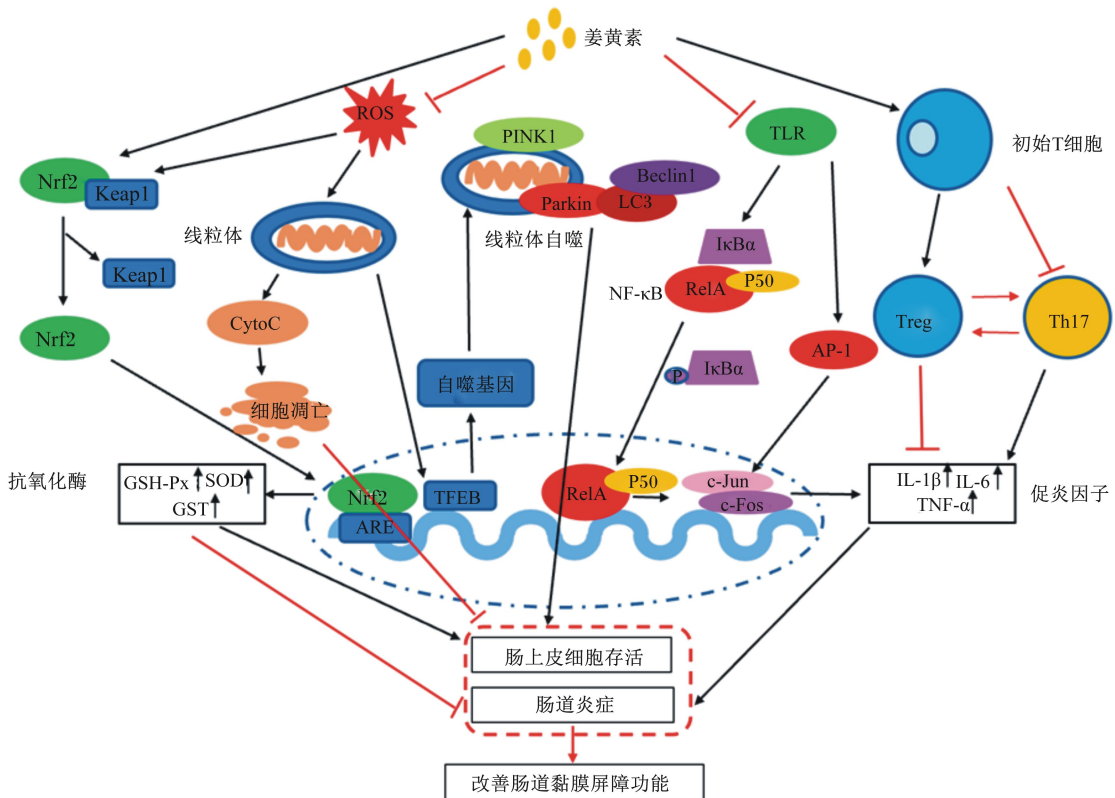 姜黄素
ROS
PINK1
TLR
初始T细胞
Nrf2
Keap1
Beclin1
Parkin
LC3
线粒体
线粒体自噬
IκBα
Keap1
NF-κB
RelA
P50
CytoC
Treg
Th17
Nrf2
AP-1
自噬基因
P
IκBα
细胞凋亡
抗氧化酶
GSH-Px
SOD
GST
Nrf2
ARE
TFEB
RelA
P50
c-Jun
c-Fos
IL-1β
IL-6
TNF-α
促炎因子
肠上皮细胞存活
肠道炎症
改善肠道黏膜屏障功能